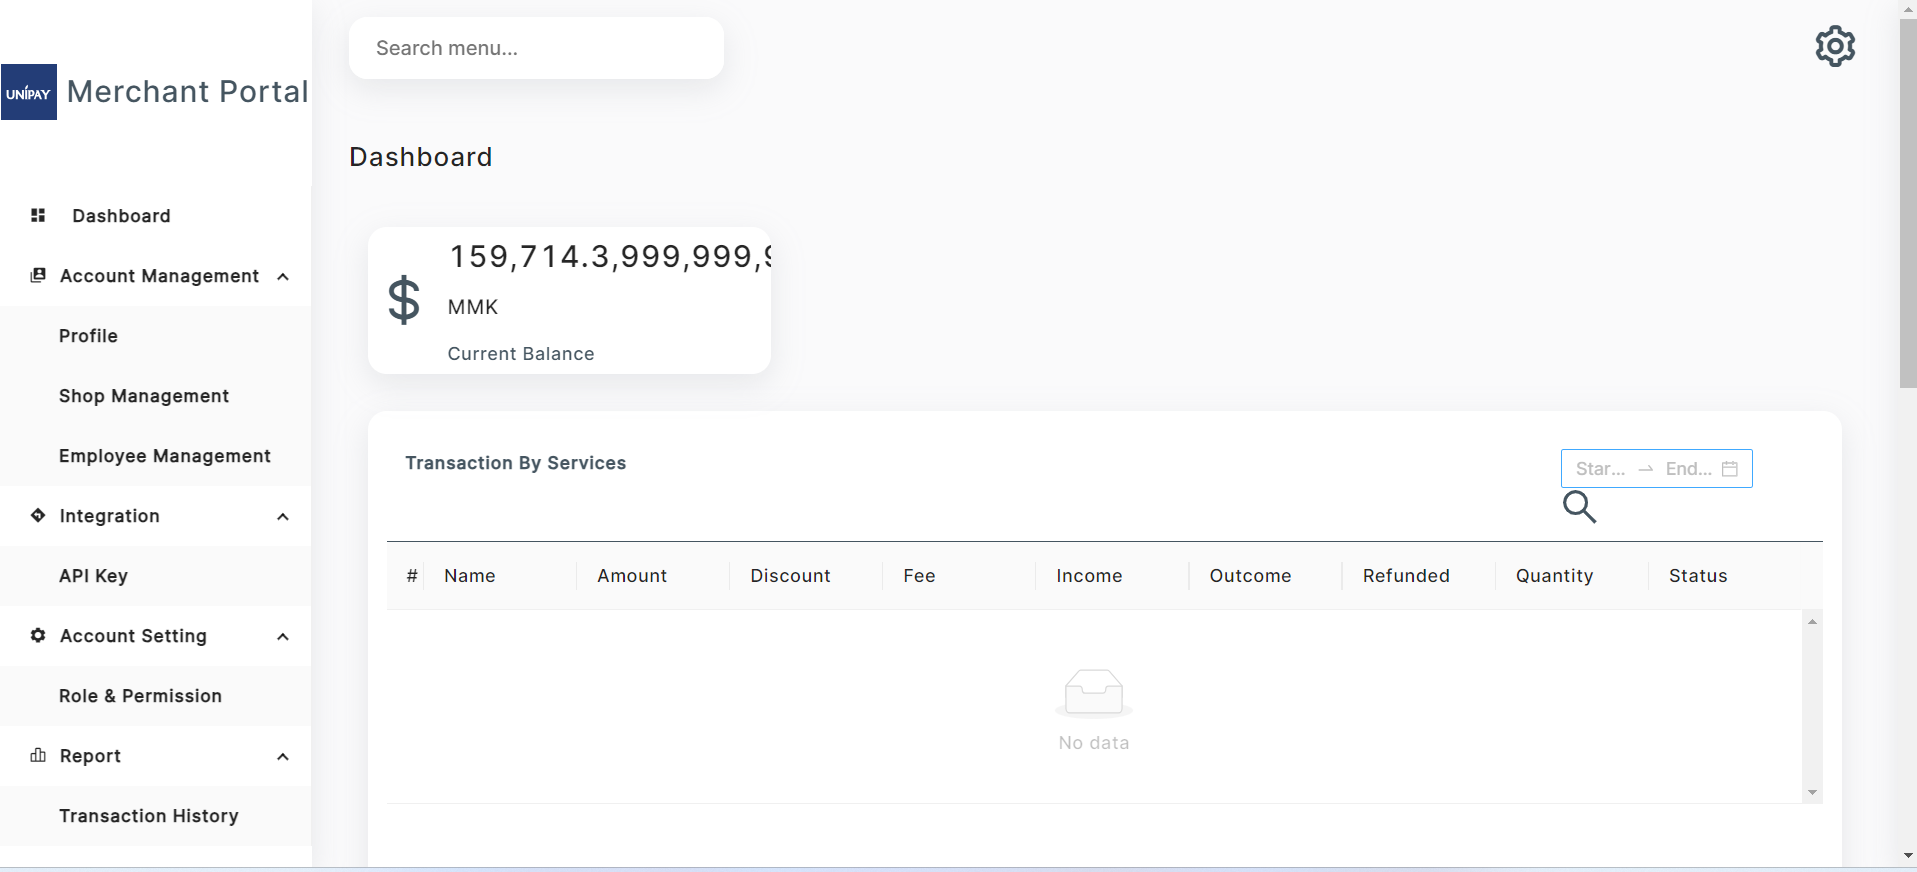 Search menu...
UNIPAY Merchant Portal
Dashboard
Dashboard
Account Management
Profile
Shop Management
Employee Management
Integration
API Key
Account Setting
Role & Permission
Report
Transaction History
159,714.3,999,999,9
MMK
Current Balance
Transaction By Services
Star... → End...
# Name Amount Discount Fee Income Outcome Refunded Quantity Status
No data